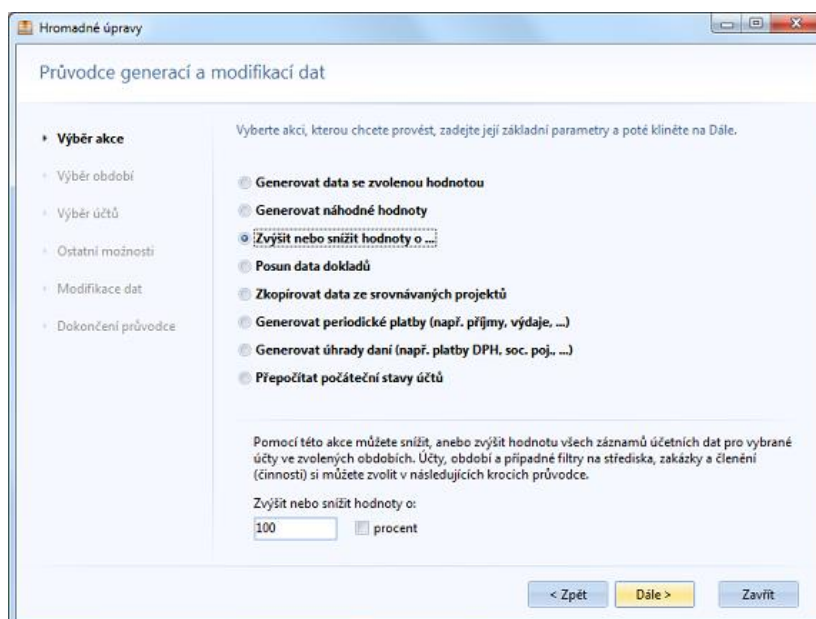 Hromadné úpravy
Průvodce generací a modifikací dat
Výběr akce
Výběr období
Výběr účtů
Ostatní možnosti
Modifikace dat
Dokončení průvodce
Vyberte akci, kterou chcete provést, zadejte její základní parametry a poté kliněte na Dále.
Generovat data se zvolenou hodnotou
Generovat náhodné hodnoty
Zvýšit nebo snížit hodnoty o ...
Posun data dokladů
Zkopírovat data ze srovnávaných projektů
Generovat periodické platby (např. příjmy, výdaje, ...)
Generovat úhrady daní (např. platby DPH, soc. poj., ...)
Přepočítat počáteční stavy účtů
Pomocí této akce můžete snížit, anebo zvýšit hodnotu všech záznamů účetních dat pro vybrané
účty ve zvolených obdobích. Účty, období a případné filtry na střediska, zakázky a členění
(činnosti) si můžete zvolit v následujících krocích průvodce.
Zvýšit nebo snížit hodnoty o:
100 procent
< Zpět Dále > Zavřít